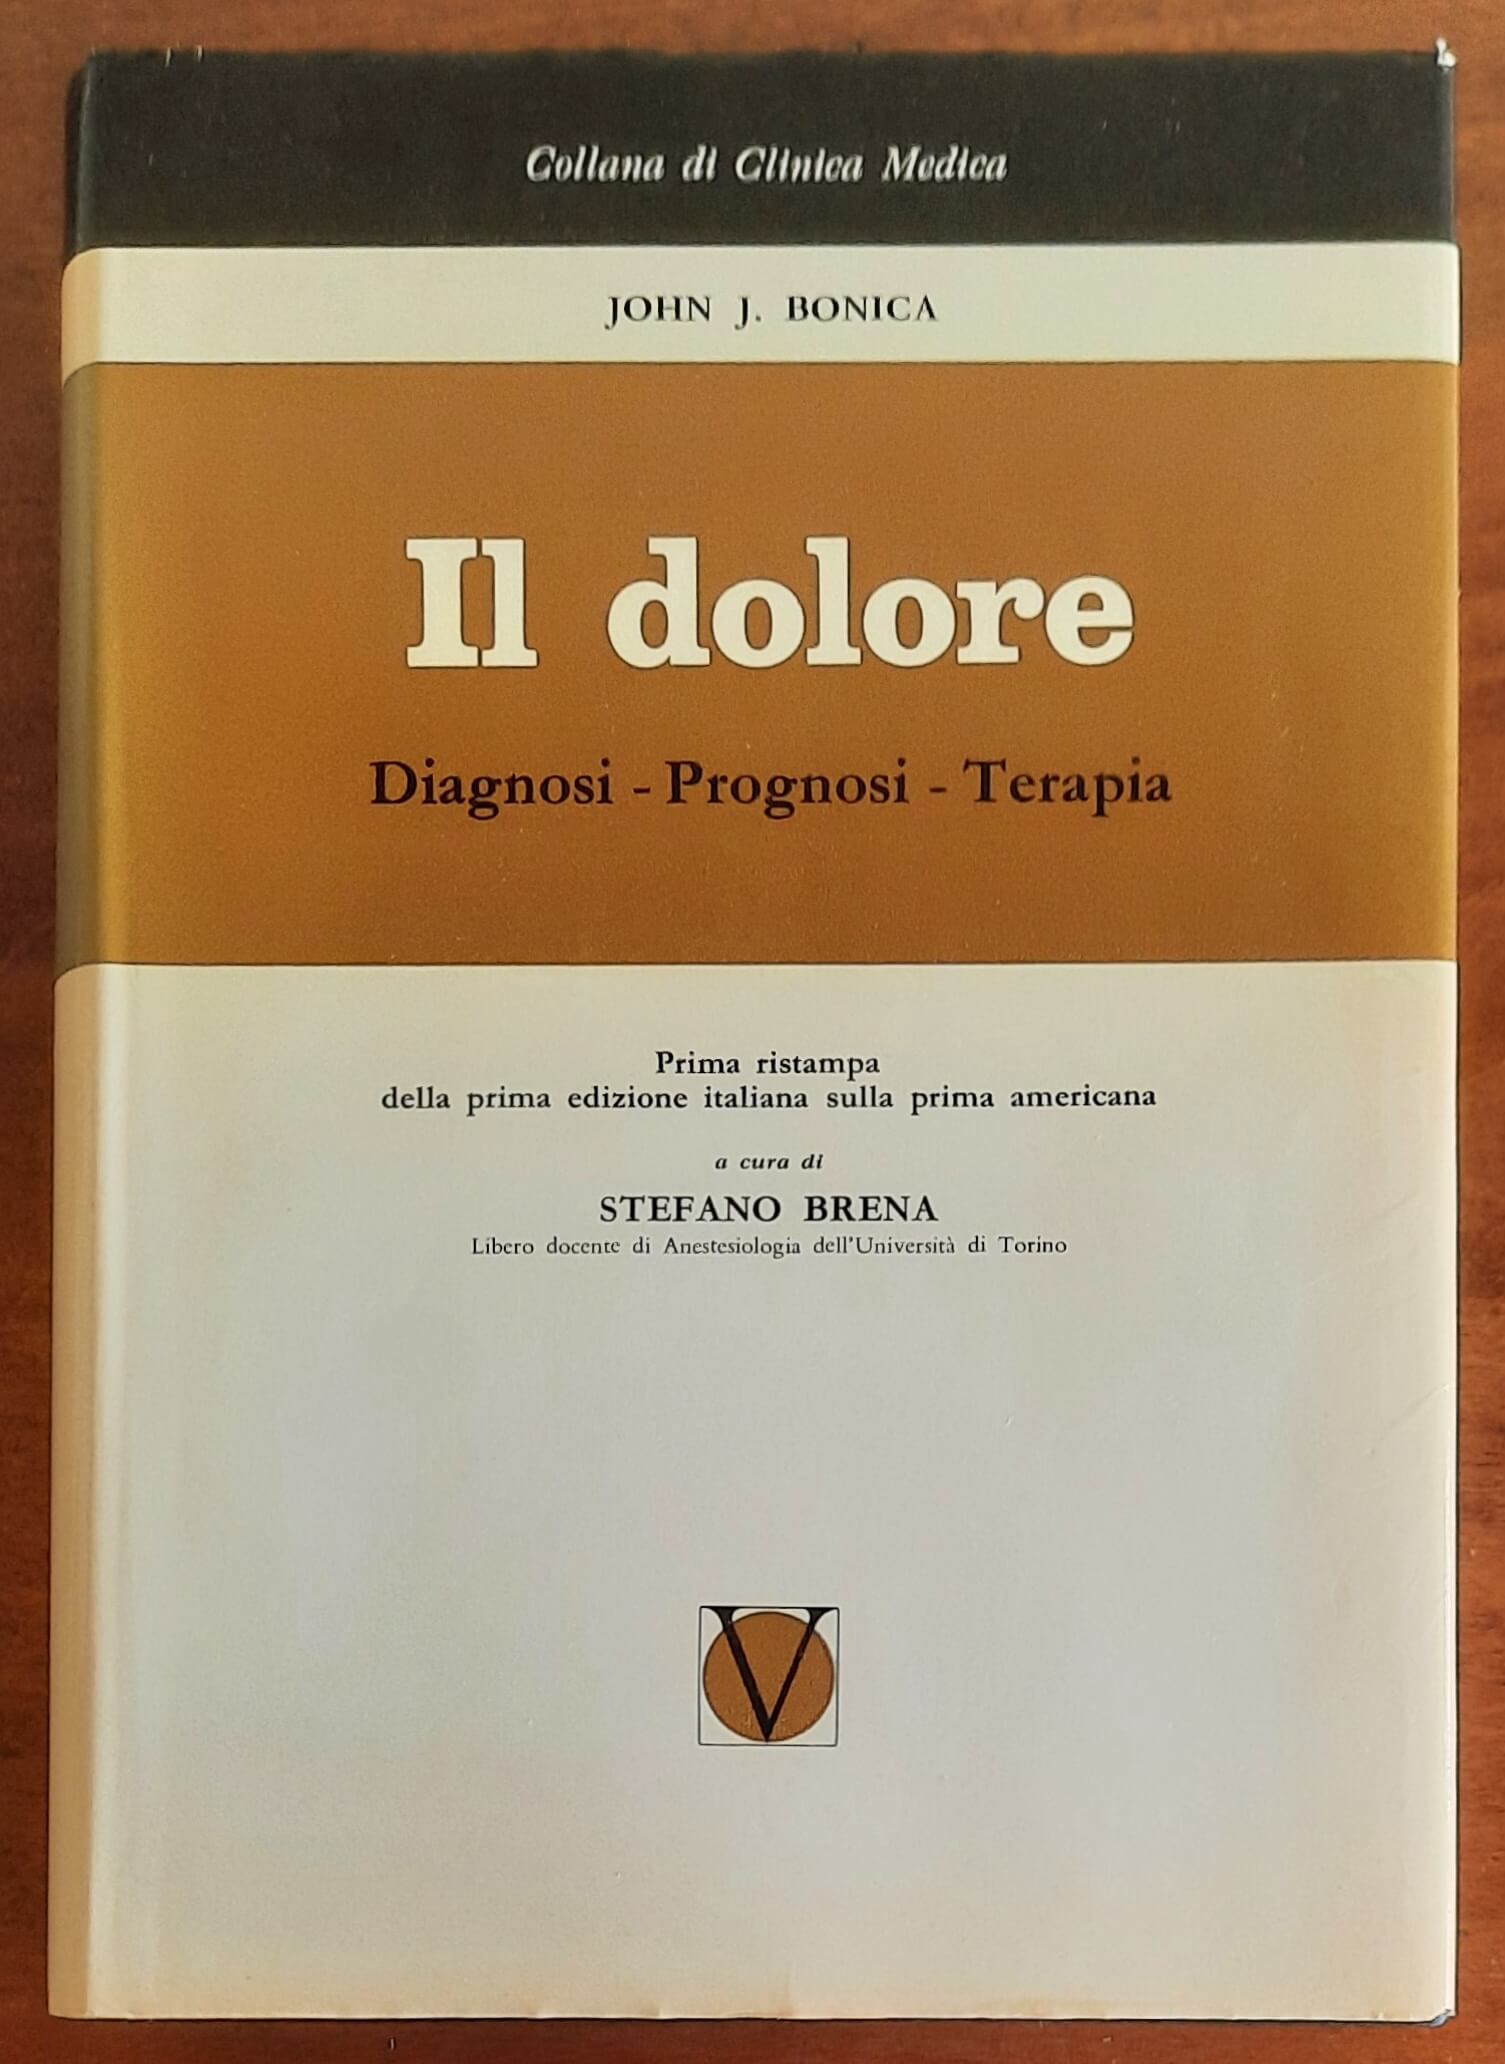 Collana di Clinica Medica
JOHN J. BONICA
Il dolore
Diagnosi - Prognosi - Terapia
Prima ristampa
della prima edizione italiana sulla prima americana
a cura di
STEFANO BRENA
Libero docente di Anestesiologia dell'Università di Torino
V